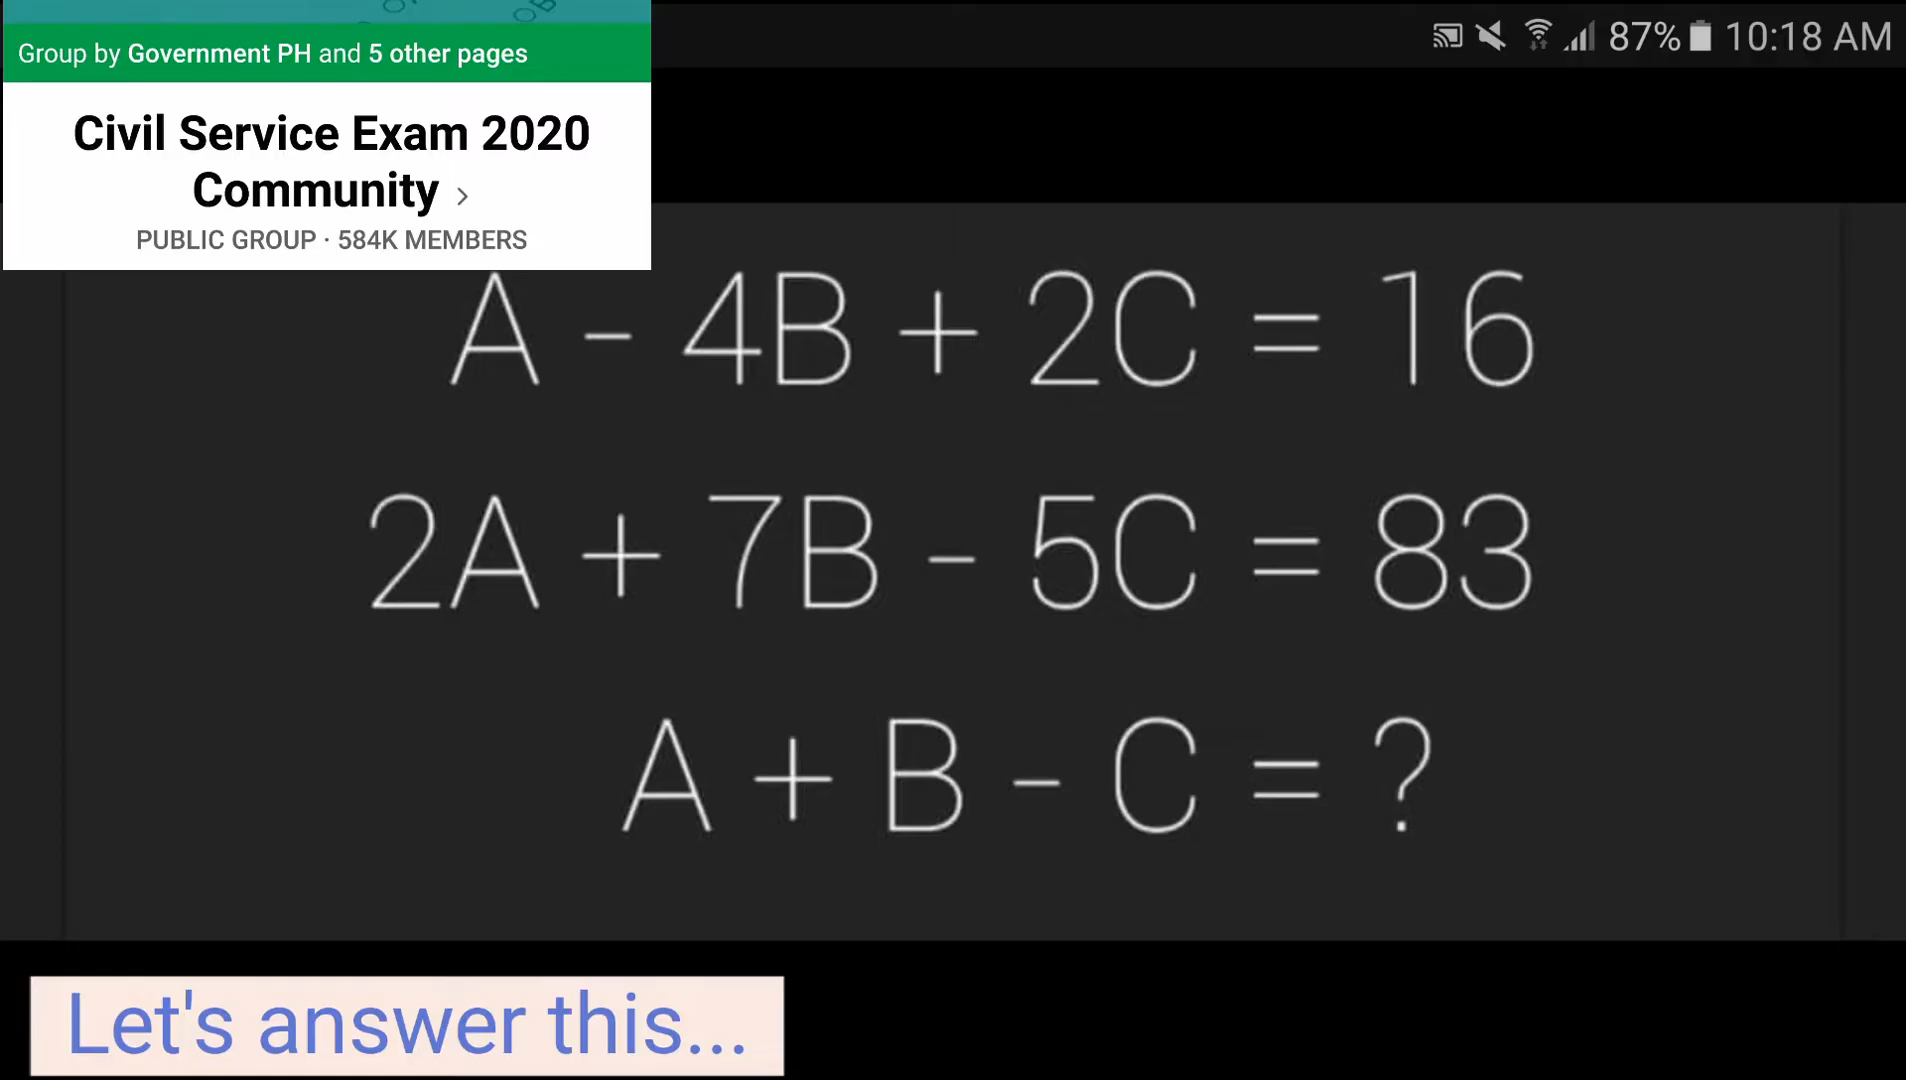 87% 10:18 AM
Group by Government PH and 5 other pages
Civil Service Exam 2020
Community >
PUBLIC GROUP · 584K MEMBERS
A - 4B + 2C = 16
2A + 7B - 5C = 83
A + B - C = ?
Let's answer this...